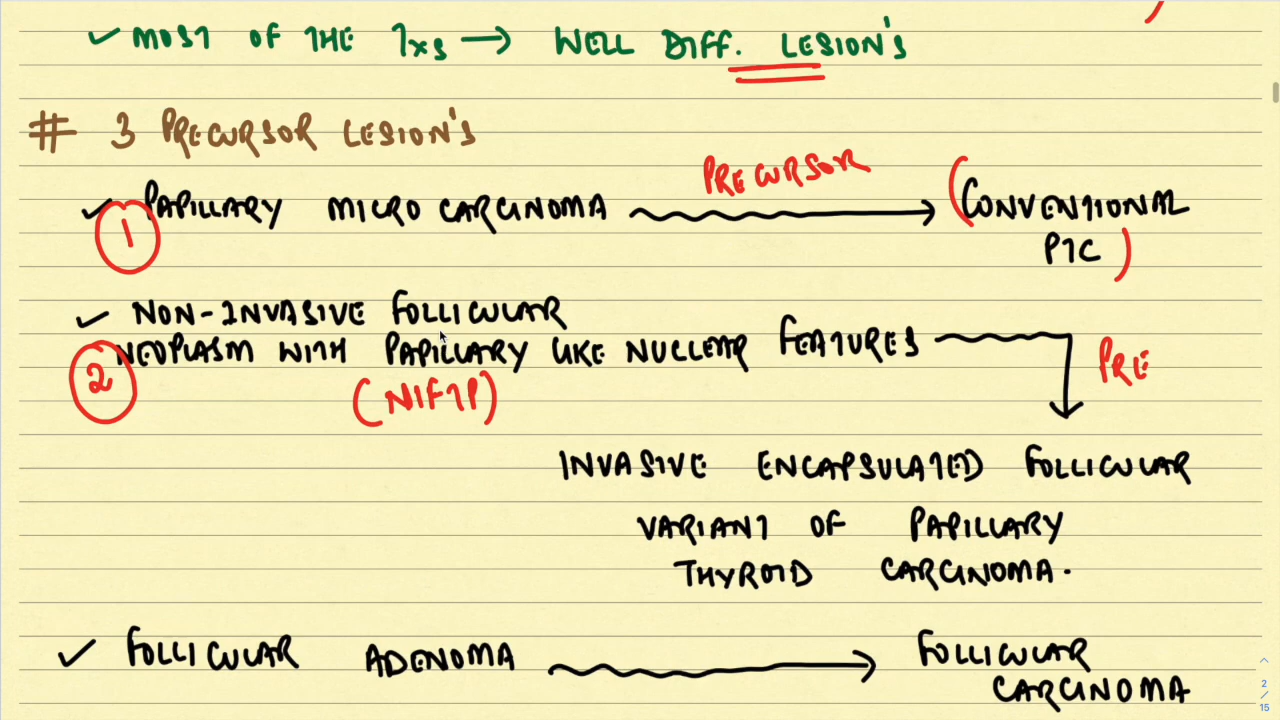 ✓ MOST OF THE TXS → WELL DIFF. LESION'S
# 3 PRECURSOR LESION'S
✓ PAPILLARY MICRO CARCINOMA PRECURSOR → (CONVENTIONAL
PTC)
1
✓ NON-INVASIVE FOLLICULAR
NEOPLASM WITH PAPILLARY LIKE NUCLEAR FEATURES
2
(NIFTP)
PRE
INVASIVE ENCAPSULATED FOLLICULAR
VARIANT OF PAPILLARY
THYROID CARCINOMA.
✓ FOLLICULAR ADENOMA → FOLLICULAR
CARCINOMA
2
/
15